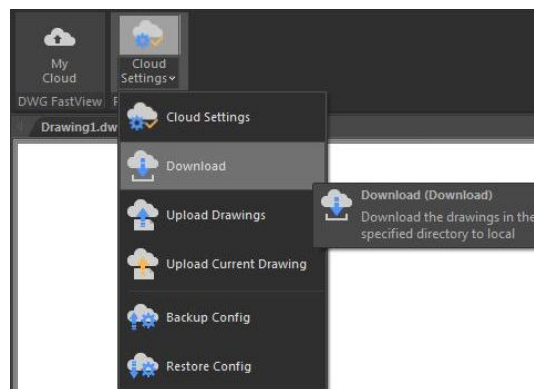 My
Cloud
Cloud
Settings
DWG FastView
Drawing1.dw
Cloud Settings
Download
Upload Drawings
Upload Current Drawing
Backup Config
Restore Config
Download (Download)
Download the drawings in the
specified directory to local